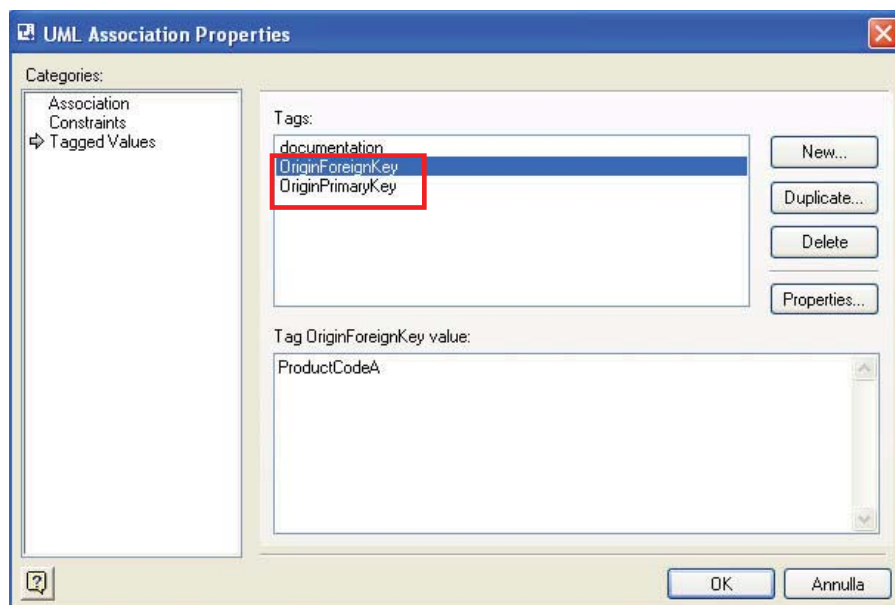 UML Association Properties
Categories:
Association
Constraints
Tagged Values
Tags:
documentation
OriginForeignKey
OriginPrimaryKey
New...
Duplicate...
Delete
Properties...
Tag OriginForeignKey value:
ProductCodeA
OK
Annulla